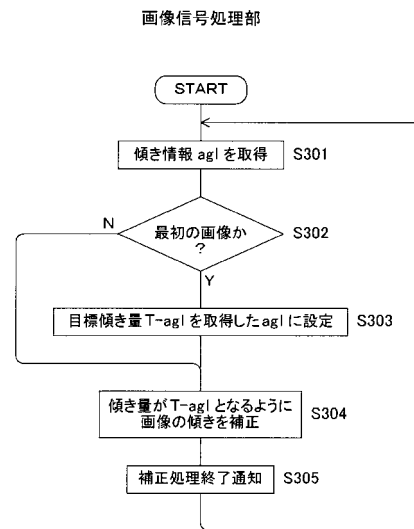 画像信号処理部
START
傾き情報 agl を取得 S301
N
最初の画像か
? S302
Y
目標傾き量 T-agl を取得した agl に設定 S303
傾き量が T-agl となるように
画像の傾きを補正 S304
補正処理終了通知 S305